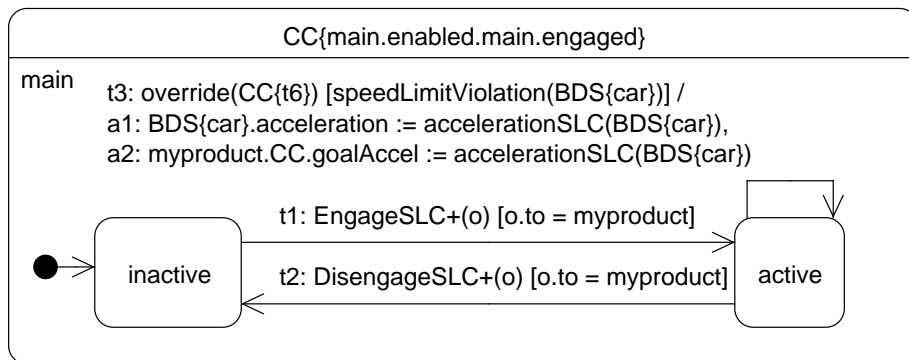 CC{main.enabled.main.engaged}
main
t3: override(CC{t6}) [speedLimitViolation(BDS{car})] /
a1: BDS{car}.acceleration := accelerationSLC(BDS{car}),
a2: myproduct.CC.goalAccel := accelerationSLC(BDS{car})
t1: EngageSLC+(o) [o.to = myproduct]
inactive
t2: DisengageSLC+(o) [o.to = myproduct]
active